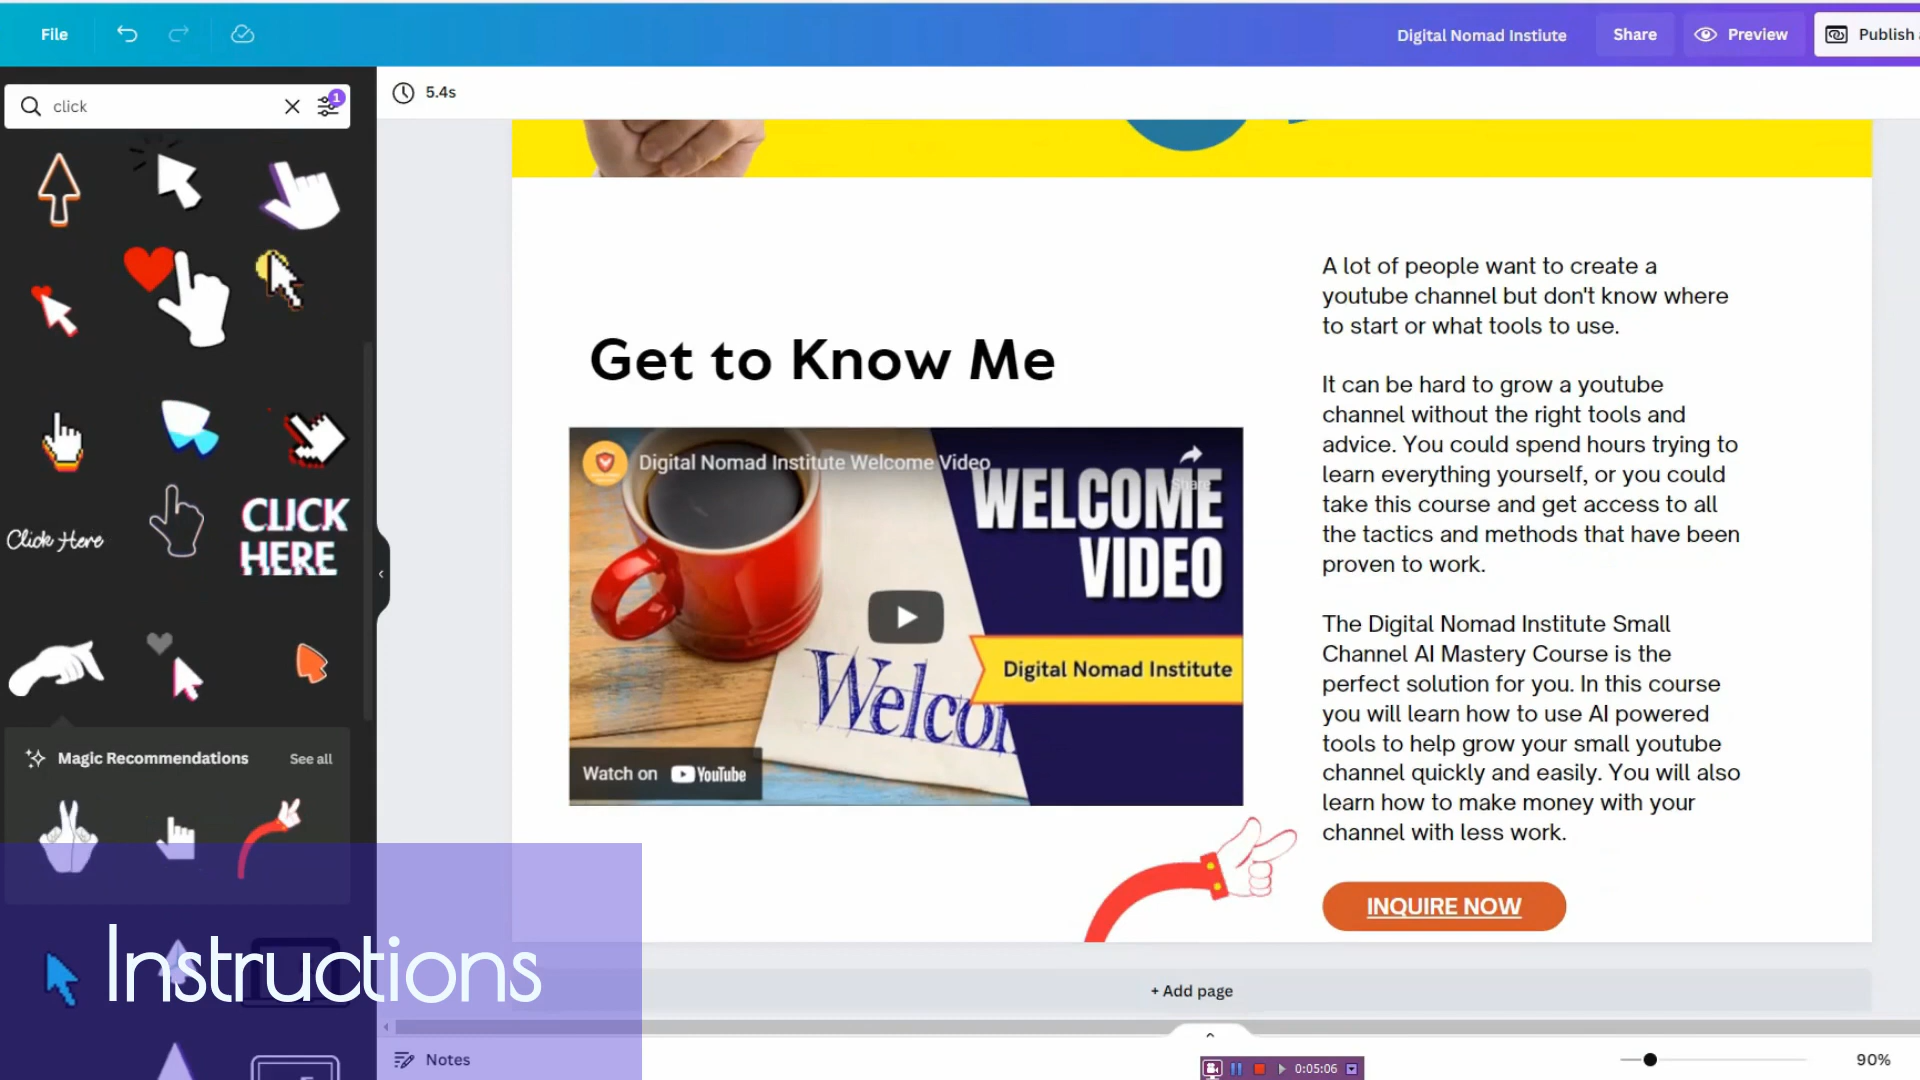 File
Digital Nomad Instiute
Share
Preview
Publish
click
1
5.4s
A lot of people want to create a
youtube channel but don't know where
to start or what tools to use.
Get to Know Me
It can be hard to grow a youtube
channel without the right tools and
advice. You could spend hours trying to
learn everything yourself, or you could
take this course and get access to all
the tactics and methods that have been
proven to work.
Digital Nomad Institute Welcome Video
Share
WELCOME
VIDEO
Digital Nomad Institute
Watch on YouTube
Click Here
CLICK
HERE
The Digital Nomad Institute Small
Channel AI Mastery Course is the
perfect solution for you. In this course
you will learn how to use AI powered
tools to help grow your small youtube
channel quickly and easily. You will also
learn how to make money with your
channel with less work.
INQUIRE NOW
Magic Recommendations
See all
Instructions
+ Add page
Notes
0:05:06
90%